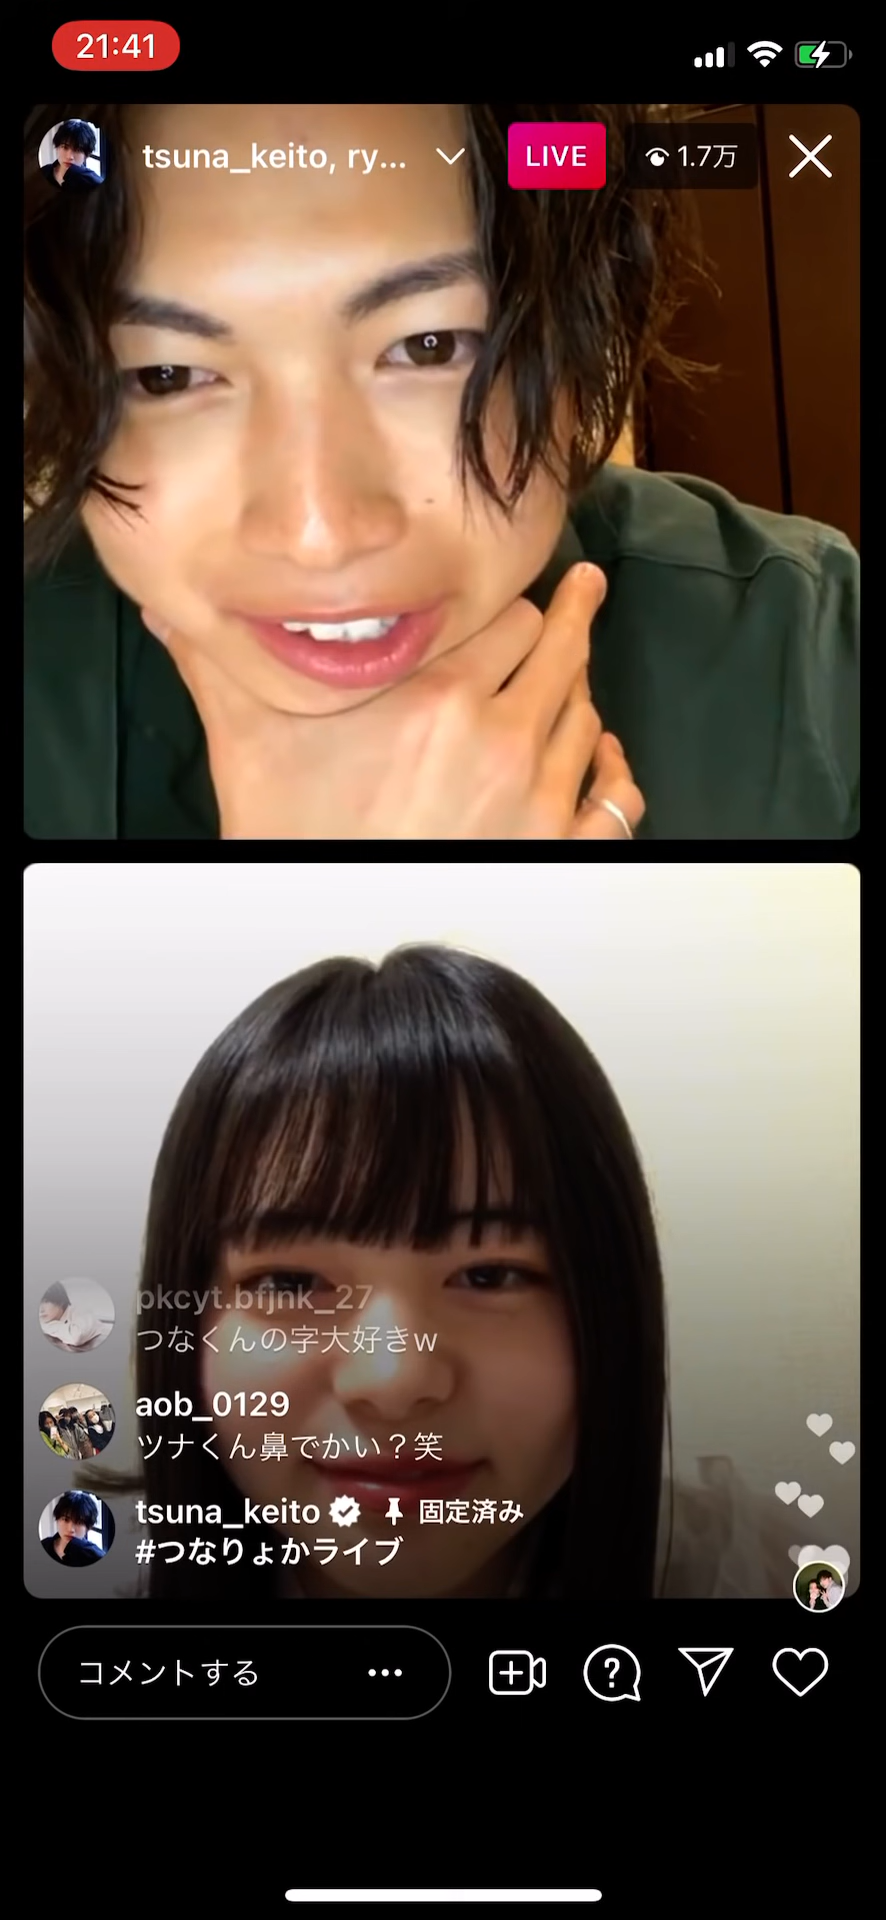 21:41
tsuna_keito, ry...
LIVE
1.7万
pkcyt.bfjnk_27
つなくんの字大好きw
aob_0129
ツナくん鼻でかい？笑
tsuna_keito 固定済み
#つなりょかライブ
コメントする